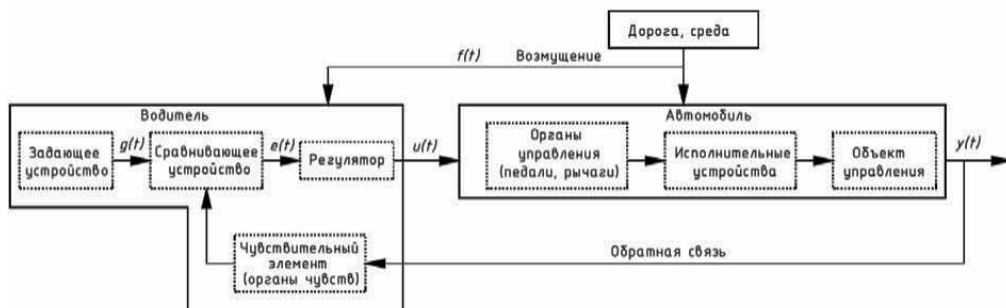 Дорога, среда
f(t) Возмущение
Водитель
Автомобиль
Задающее
устройство
g(t)
Сравнивающее
устройство
e(t)
Регулятор
u(t)
Органы
управления
(педали, рычаги)
Исполнительные
устройства
Объект
управления
y(t)
Чувствительный
элемент
(органы чувств)
Обратная связь